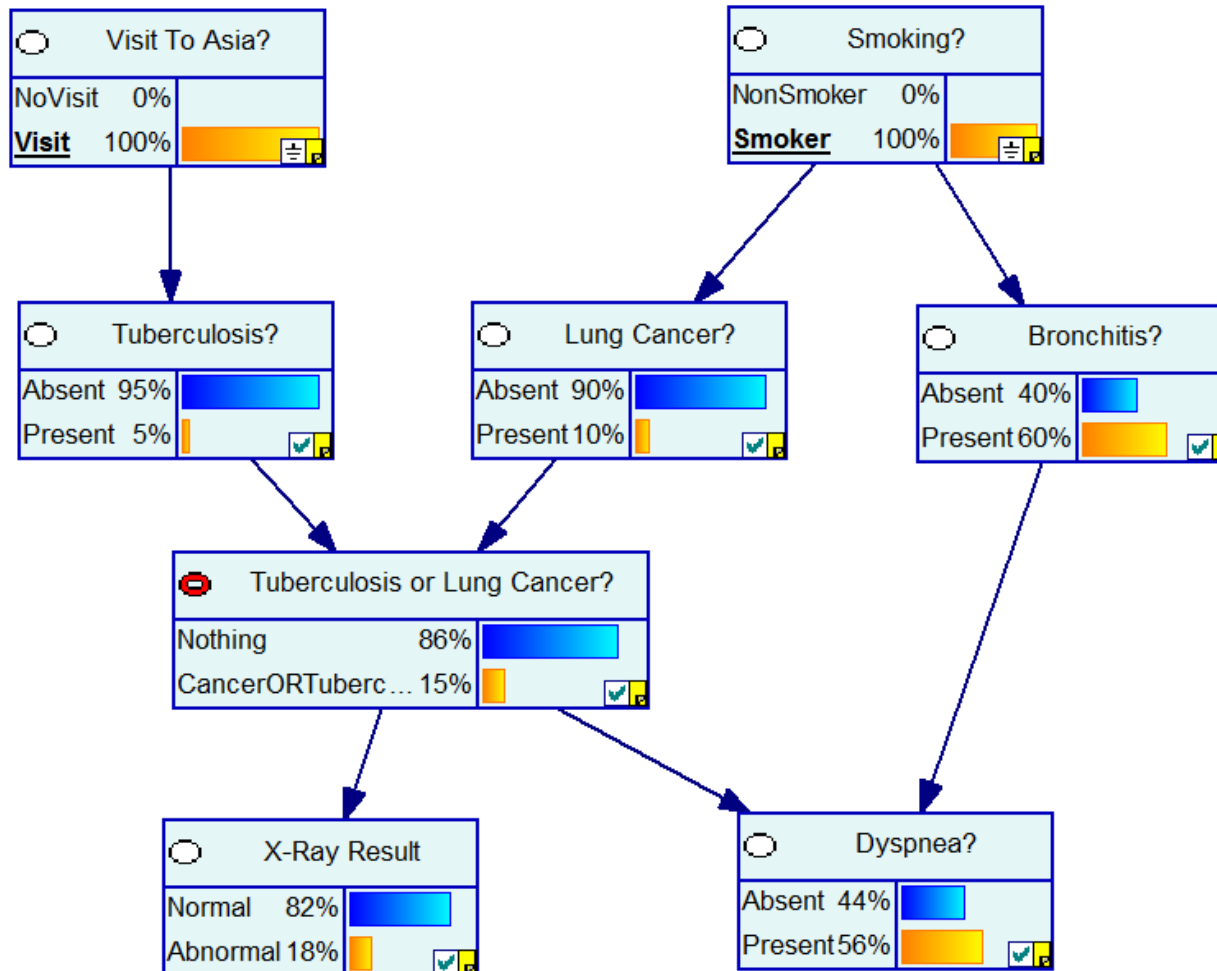 Visit To Asia?
NoVisit 0%
Visit 100%
Smoking?
NonSmoker 0%
Smoker 100%
Tuberculosis?
Absent 95%
Present 5%
Lung Cancer?
Absent 90%
Present 10%
Bronchitis?
Absent 40%
Present 60%
Tuberculosis or Lung Cancer?
Nothing 86%
CancerORTuberc... 15%
X-Ray Result
Normal 82%
Abnormal 18%
Dyspnea?
Absent 44%
Present 56%